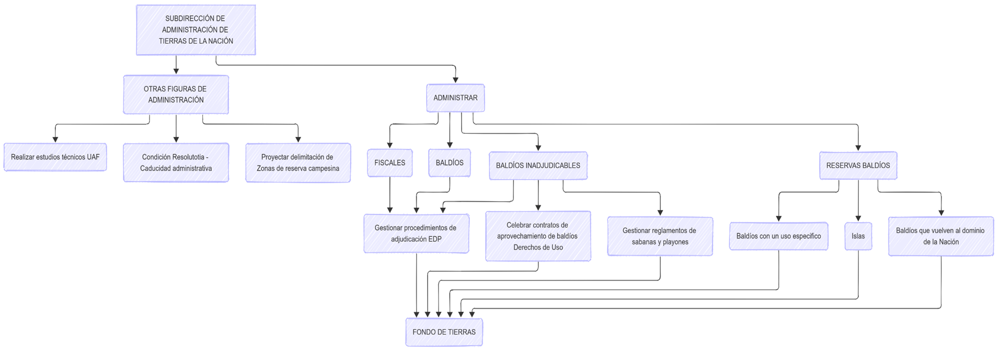 SUBDIRECCIÓN DE
ADMINISTRACIÓN DE
TIERRAS DE LA NACIÓN
OTRAS FIGURAS DE
ADMINISTRACIÓN
ADMINISTRAR
Realizar estudios técnicos UAF
Condición Resolutotia -
Caducidad administrativa
Proyectar delimitación de
Zonas de reserva campesina
FISCALES
BALDÍOS
BALDÍOS INADJUDICABLES
RESERVAS BALDÍOS
Gestionar procedimientos de
adjudicación EDP
Celebrar contratos de
aprovechamiento de baldíos
Derechos de Uso
Gestionar reglamentos de
sabanas y playones
Baldíos con un uso especifico
Islas
Baldíos que vuelven al dominio
de la Nación
FONDO DE TIERRAS